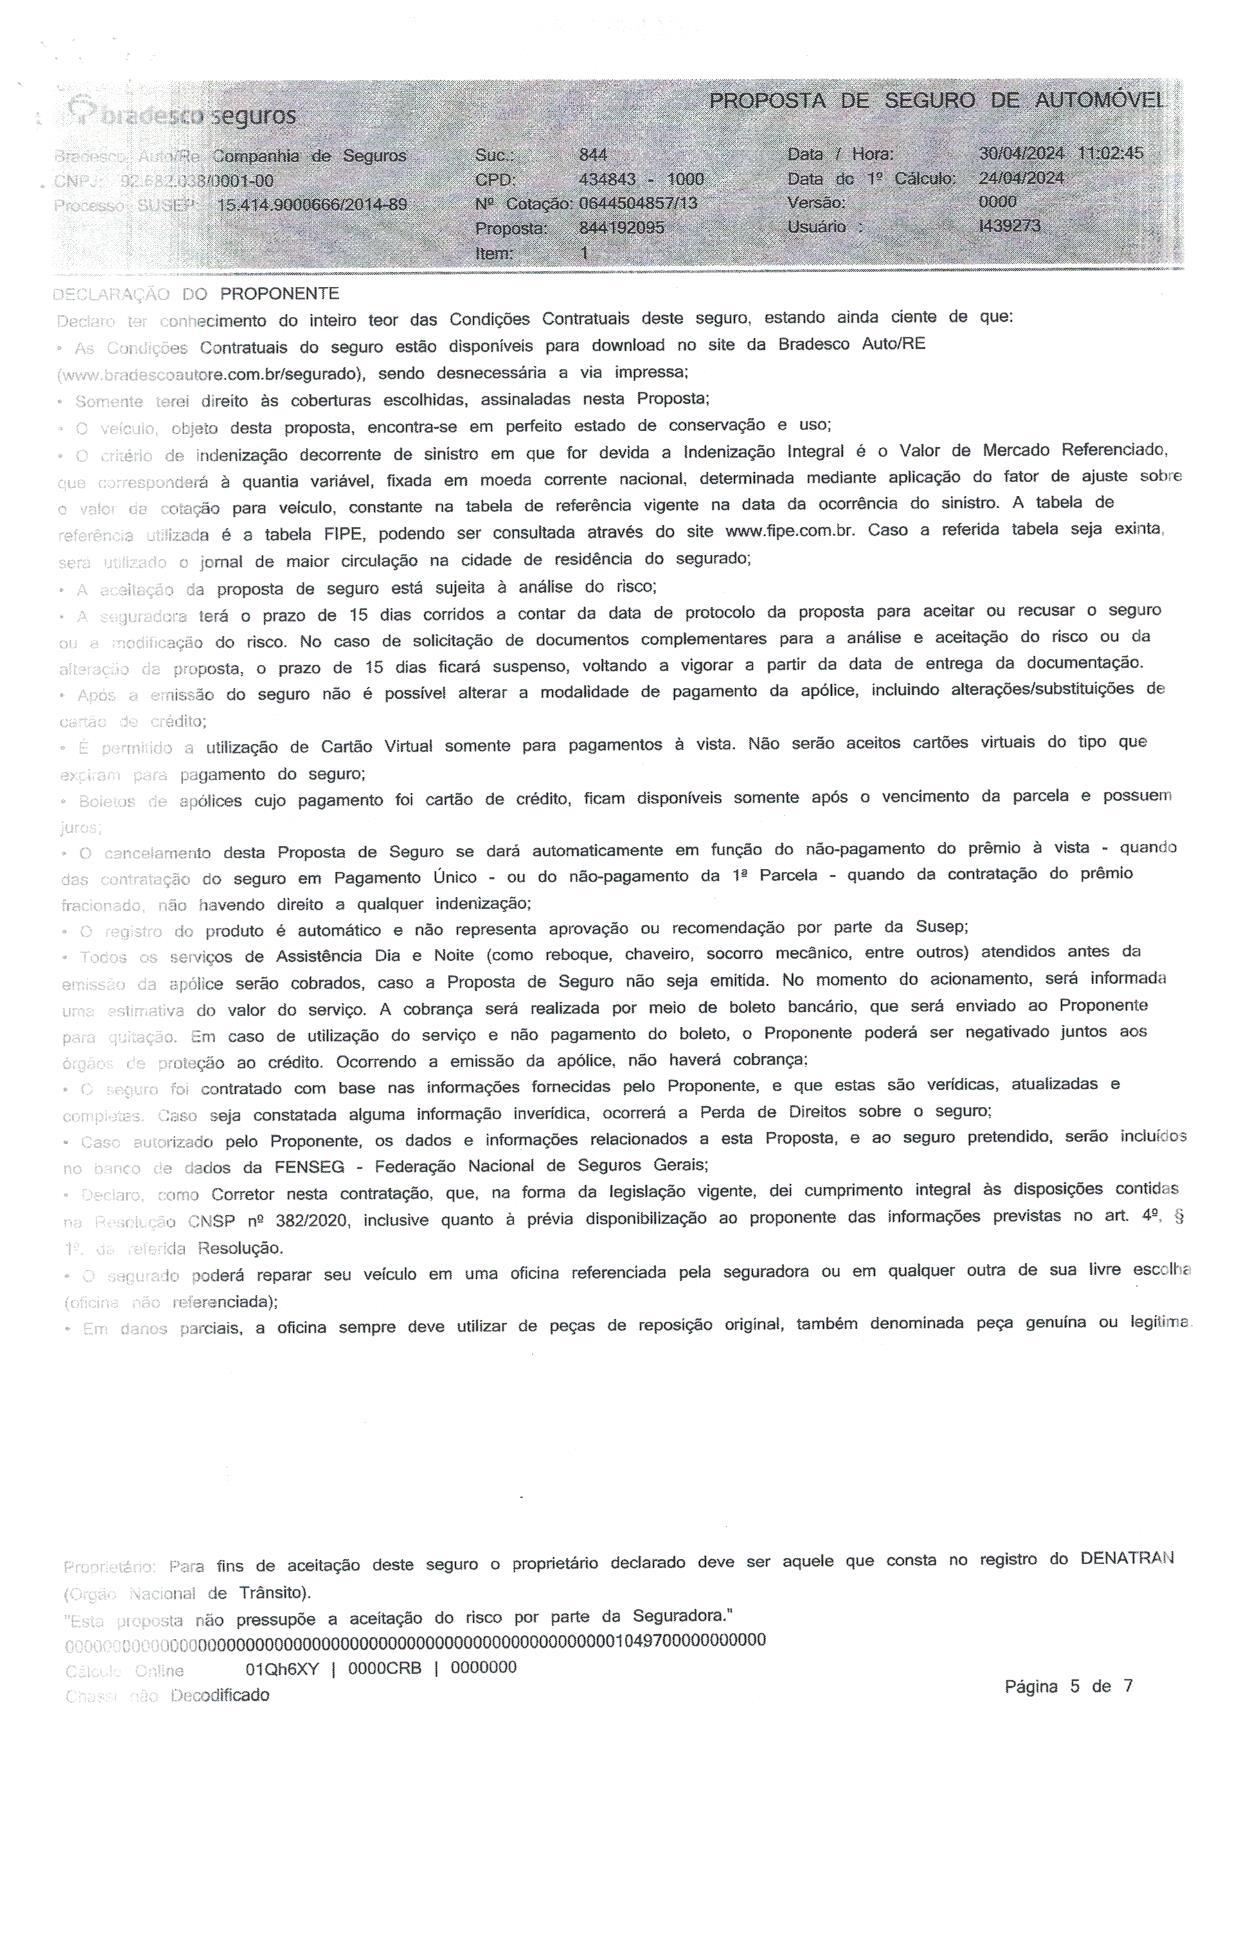 bradesco seguros
PROPOSTA DE SEGURO DE AUTOMÓVEL
Bradesco Auto/Re Companhia de Seguros Suc.: 844 Data / Hora: 30/04/2024 11:02:45
CNPJ: 92.682.038/0001-00 CPD: 434843 - 1000 Data do 1º Cálculo: 24/04/2024
Processo SUSEP: 15.414.9000666/2014-89 Nº Cotação: 0644504857/13 Versão: 0000
Proposta: 844192095 Usuário : I439273
Item: 1
DECLARAÇÃO DO PROPONENTE
Declaro ter conhecimento do inteiro teor das Condições Contratuais deste seguro, estando ainda ciente de que:
• As Condições Contratuais do seguro estão disponíveis para download no site da Bradesco Auto/RE
(www.bradescoautore.com.br/segurado), sendo desnecessária a via impressa;
• Somente terei direito às coberturas escolhidas, assinaladas nesta Proposta;
• O veículo, objeto desta proposta, encontra-se em perfeito estado de conservação e uso;
• O critério de indenização decorrente de sinistro em que for devida a Indenização Integral é o Valor de Mercado Referenciado,
que corresponderá à quantia variável, fixada em moeda corrente nacional, determinada mediante aplicação do fator de ajuste sobre
o valor da cotação para veículo, constante na tabela de referência vigente na data da ocorrência do sinistro. A tabela de
referência utilizada é a tabela FIPE, podendo ser consultada através do site www.fipe.com.br. Caso a referida tabela seja exinta,
será utilizado o jornal de maior circulação na cidade de residência do segurado;
• A aceitação da proposta de seguro está sujeita à análise do risco;
• A seguradora terá o prazo de 15 dias corridos a contar da data de protocolo da proposta para aceitar ou recusar o seguro
ou a modificação do risco. No caso de solicitação de documentos complementares para a análise e aceitação do risco ou da
alteração da proposta, o prazo de 15 dias ficará suspenso, voltando a vigorar a partir da data de entrega da documentação.
• Após a emissão do seguro não é possível alterar a modalidade de pagamento da apólice, incluindo alterações/substituições de
cartão de crédito;
• É permitido a utilização de Cartão Virtual somente para pagamentos à vista. Não serão aceitos cartões virtuais do tipo que
expiram para pagamento do seguro;
• Boletos de apólices cujo pagamento foi cartão de crédito, ficam disponíveis somente após o vencimento da parcela e possuem
juros;
• O cancelamento desta Proposta de Seguro se dará automaticamente em função do não-pagamento do prêmio à vista - quando
das contratação do seguro em Pagamento Único - ou do não-pagamento da 1ª Parcela - quando da contratação do prêmio
fracionado, não havendo direito a qualquer indenização;
• O registro do produto é automático e não representa aprovação ou recomendação por parte da Susep;
• Todos os serviços de Assistência Dia e Noite (como reboque, chaveiro, socorro mecânico, entre outros) atendidos antes da
emissão da apólice serão cobrados, caso a Proposta de Seguro não seja emitida. No momento do acionamento, será informada
uma estimativa do valor do serviço. A cobrança será realizada por meio de boleto bancário, que será enviado ao Proponente
para quitação. Em caso de utilização do serviço e não pagamento do boleto, o Proponente poderá ser negativado juntos aos
órgãos de proteção ao crédito. Ocorrendo a emissão da apólice, não haverá cobrança;
• O seguro foi contratado com base nas informações fornecidas pelo Proponente, e que estas são verídicas, atualizadas e
completas. Caso seja constatada alguma informação inverídica, ocorrerá a Perda de Direitos sobre o seguro;
• Caso autorizado pelo Proponente, os dados e informações relacionados a esta Proposta, e ao seguro pretendido, serão incluídos
no banco de dados da FENSEG - Federação Nacional de Seguros Gerais;
• Declaro, como Corretor nesta contratação, que, na forma da legislação vigente, dei cumprimento integral às disposições contidas
na Resolução CNSP nº 382/2020, inclusive quanto à prévia disponibilização ao proponente das informações previstas no art. 4º, §
1º, da referida Resolução.
• O segurado poderá reparar seu veículo em uma oficina referenciada pela seguradora ou em qualquer outra de sua livre escolha
(oficina não referenciada);
• Em danos parciais, a oficina sempre deve utilizar de peças de reposição original, também denominada peça genuína ou legítima.
Proprietário: Para fins de aceitação deste seguro o proprietário declarado deve ser aquele que consta no registro do DENATRAN
(Orgão Nacional de Trânsito).
"Esta proposta não pressupõe a aceitação do risco por parte da Seguradora."
Cálculo Online 01Qh6XY | 0000CRB | 0000000
Chassi não Decodificado
Página 5 de 7